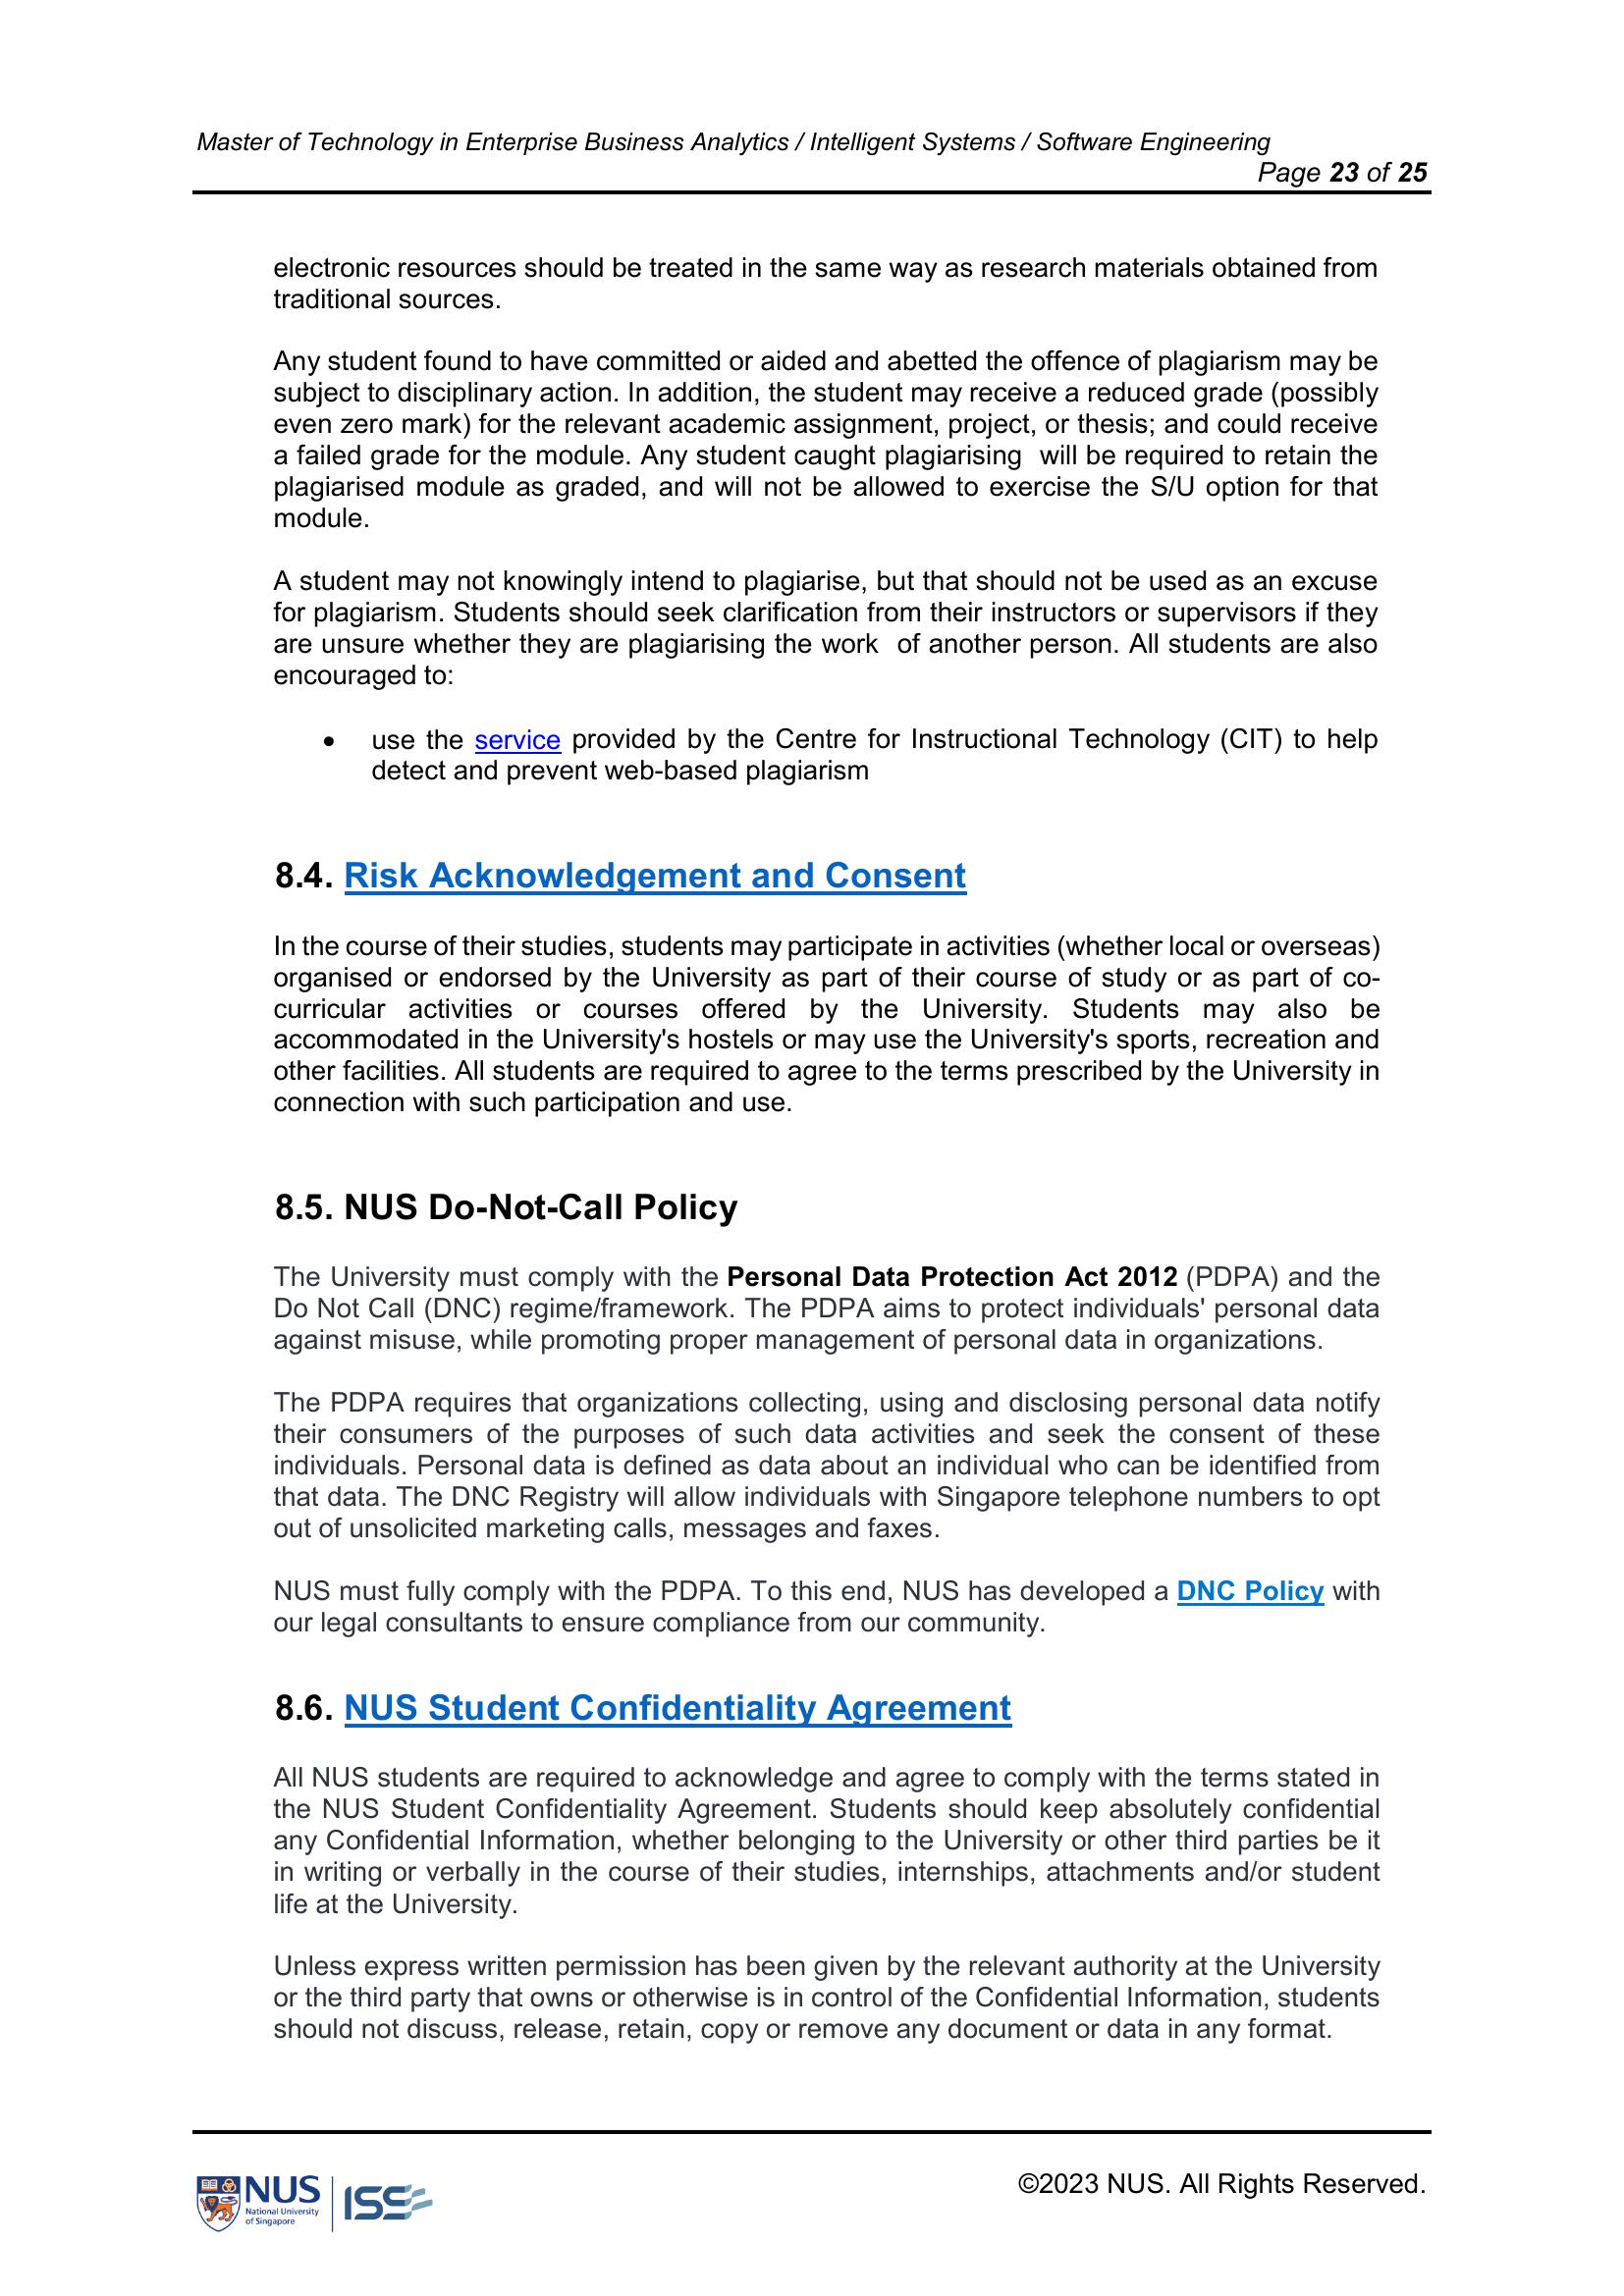 Master of Technology in Enterprise Business Analytics / Intelligent Systems / Software Engineering
Page 23 of 25
electronic resources should be treated in the same way as research materials obtained from
traditional sources.
Any student found to have committed or aided and abetted the offence of plagiarism may be
subject to disciplinary action. In addition, the student may receive a reduced grade (possibly
even zero mark) for the relevant academic assignment, project, or thesis; and could receive
a failed grade for the module. Any student caught plagiarising will be required to retain the
plagiarised module as graded, and will not be allowed to exercise the S/U option for that
module.
A student may not knowingly intend to plagiarise, but that should not be used as an excuse
for plagiarism. Students should seek clarification from their instructors or supervisors if they
are unsure whether they are plagiarising the work of another person. All students are also
encouraged to:
• use the service provided by the Centre for Instructional Technology (CIT) to help
detect and prevent web-based plagiarism
8.4. Risk Acknowledgement and Consent
In the course of their studies, students may participate in activities (whether local or overseas)
organised or endorsed by the University as part of their course of study or as part of co-
curricular activities or courses offered by the University. Students may also be
accommodated in the University's hostels or may use the University's sports, recreation and
other facilities. All students are required to agree to the terms prescribed by the University in
connection with such participation and use.
8.5. NUS Do-Not-Call Policy
The University must comply with the Personal Data Protection Act 2012 (PDPA) and the
Do Not Call (DNC) regime/framework. The PDPA aims to protect individuals' personal data
against misuse, while promoting proper management of personal data in organizations.
The PDPA requires that organizations collecting, using and disclosing personal data notify
their consumers of the purposes of such data activities and seek the consent of these
individuals. Personal data is defined as data about an individual who can be identified from
that data. The DNC Registry will allow individuals with Singapore telephone numbers to opt
out of unsolicited marketing calls, messages and faxes.
NUS must fully comply with the PDPA. To this end, NUS has developed a DNC Policy with
our legal consultants to ensure compliance from our community.
8.6. NUS Student Confidentiality Agreement
All NUS students are required to acknowledge and agree to comply with the terms stated in
the NUS Student Confidentiality Agreement. Students should keep absolutely confidential
any Confidential Information, whether belonging to the University or other third parties be it
in writing or verbally in the course of their studies, internships, attachments and/or student
life at the University.
Unless express written permission has been given by the relevant authority at the University
or the third party that owns or otherwise is in control of the Confidential Information, students
should not discuss, release, retain, copy or remove any document or data in any format.
©2023 NUS. All Rights Reserved.
NUS
National University
of Singapore
ISS